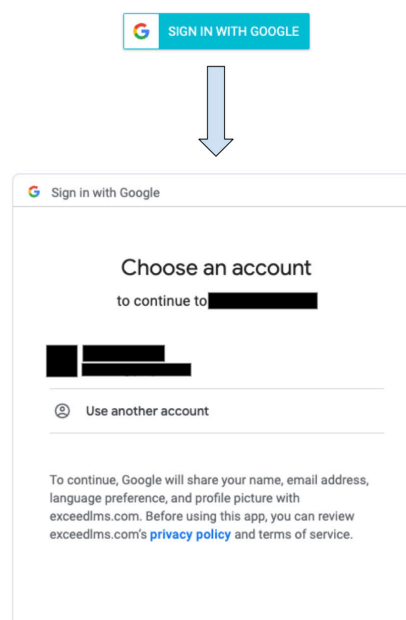 SIGN IN WITH GOOGLE
Sign in with Google
Choose an account
to continue to
Use another account
To continue, Google will share your name, email address,
language preference, and profile picture with
exceedlms.com. Before using this app, you can review
exceedlms.com's privacy policy and terms of service.